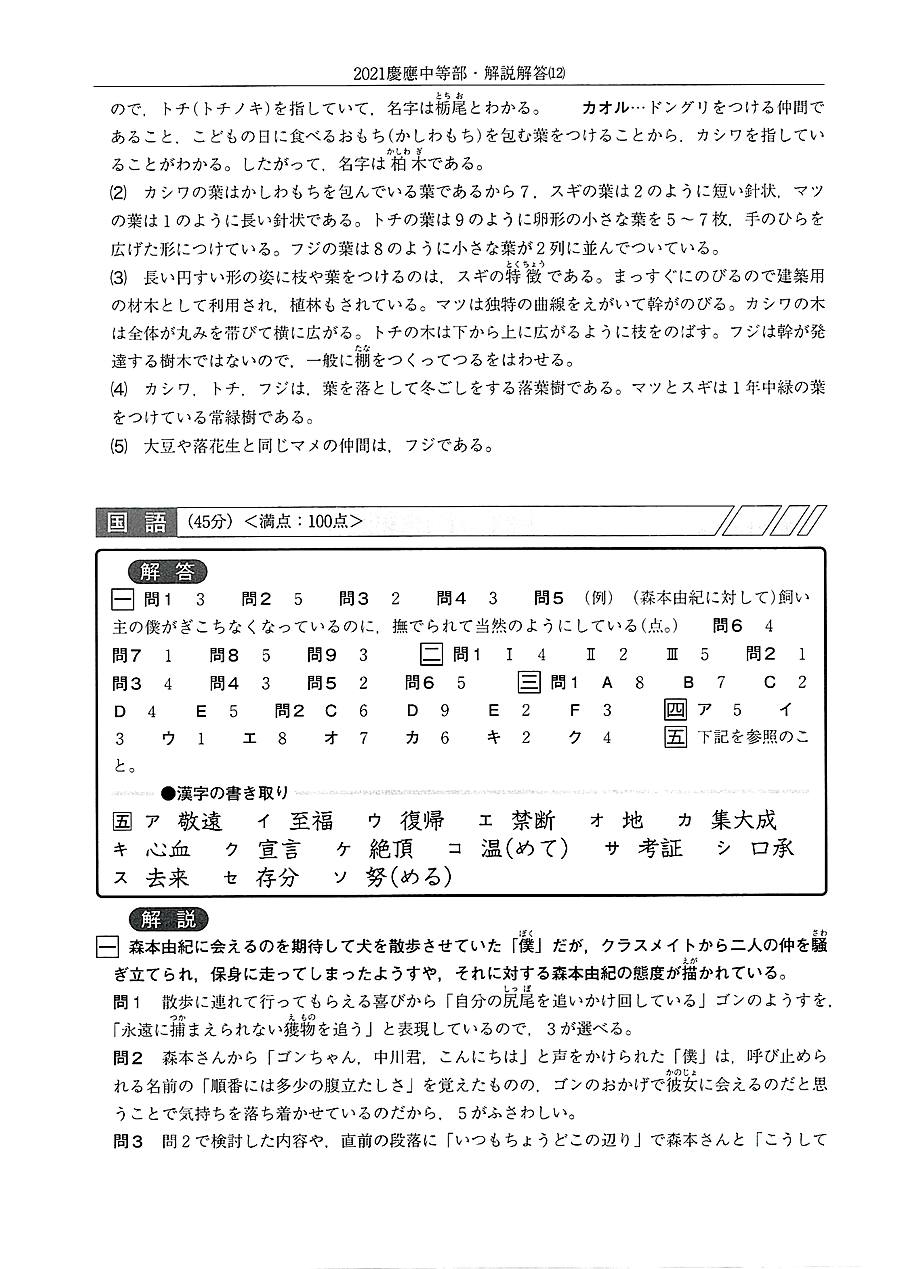 2021慶應中等部・解説解答⑿
ので，トチ(トチノキ)を指していて，名字は栃尾とわかる。　　カオル…ドングリをつける仲間で
あること，こどもの日に食べるおもち(かしわもち)を包む葉をつけることから，カシワを指してい
ることがわかる。したがって，名字は柏木である。
⑵　カシワの葉はかしわもちを包んでいる葉であるから７，スギの葉は２のように短い針状，マツ
の葉は１のように長い針状である。トチの葉は９のように卵形の小さな葉を５～７枚，手のひらを
広げた形につけている。フジの葉は８のように小さな葉が２列に並んでついている。
⑶　長い円すい形の姿に枝や葉をつけるのは，スギの特徴である。まっすぐにのびるので建築用
の材木として利用され，植林もされている。マツは独特の曲線をえがいて幹がのびる。カシワの木
は全体が丸みを帯びて横に広がる。トチの木は下から上に広がるように枝をのばす。フジは幹が発
達する樹木ではないので，一般に棚をつくってつるをはわせる。
⑷　カシワ，トチ，フジは，葉を落として冬ごしをする落葉樹である。マツとスギは１年中緑の葉
をつけている常緑樹である。
⑸　大豆や落花生と同じマメの仲間は，フジである。
国語　(45分)　＜満点：100点＞
解答
一　問１　3　　問２　5　　問３　2　　問４　3　　問５　(例)　(森本由紀に対して)飼い
主の僕がぎこちなくなっているのに，撫でられて当然のようにしている(点。)　　問６　4
問７　1　　問８　5　　問９　3　　二　問１　Ⅰ　4　　Ⅱ　2　　Ⅲ　5　　問２　1
問３　4　　問４　3　　問５　2　　問６　5　　三　問１　A　8　　B　7　　C　2
D　4　　E　5　　問２　C　6　　D　9　　E　2　　F　3　　四　ア　5　　イ
3　　ウ　1　　エ　8　　オ　7　　カ　6　　キ　2　　ク　4　　五　下記を参照のこ
と。
●漢字の書き取り
五　ア　敬遠　　イ　至福　　ウ　復帰　　エ　禁断　　オ　地　　カ　集大成
キ　心血　　ク　宣言　　ケ　絶頂　　コ　温(めて)　　サ　考証　　シ　口承
ス　去来　　セ　存分　　ソ　努(める)
解説
一　森本由紀に会えるのを期待して犬を散歩させていた「僕」だが，クラスメイトから二人の仲を騒
ぎ立てられ，保身に走ってしまったようすや，それに対する森本由紀の態度が描かれている。
問１　散歩に連れて行ってもらえる喜びから「自分の尻尾を追いかけ回している」ゴンのようすを，
「永遠に捕まえられない獲物を追う」と表現しているので，３が選べる。
問２　森本さんから「ゴンちゃん，中川君，こんにちは」と声をかけられた「僕」は，呼び止めら
れる名前の「順番には多少の腹立たしさ」を覚えたものの，ゴンのおかげで彼女に会えるのだと思
うことで気持ちを落ち着かせているのだから，５がふさわしい。
問３　問２で検討した内容や，直前の段落に「いつもちょうどこの辺り」で森本さんと「こうして